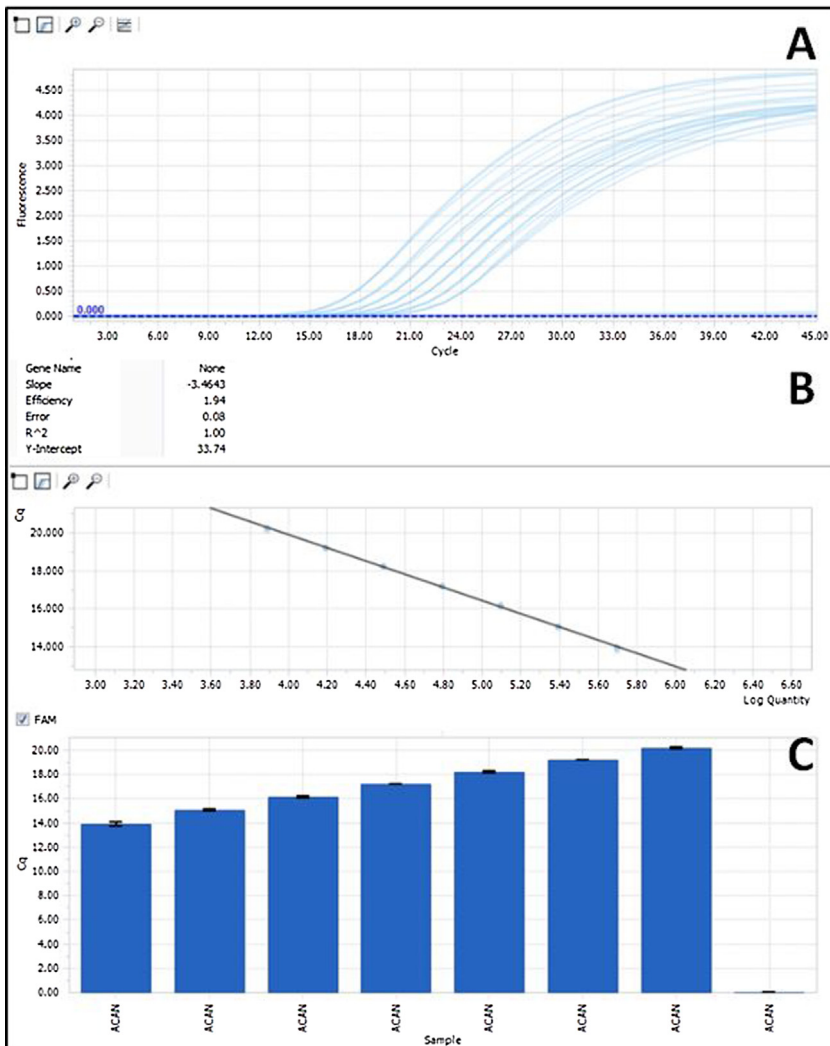 A
Fluorescence
4.500
4.000
3.500
3.000
2.500
2.000
1.500
1.000
0.500
0.000
0.000
3.00 6.00 9.00 12.00 15.00 18.00 21.00 24.00 27.00 30.00 33.00 36.00 39.00 42.00 45.00
Cycle
B
Gene Name None
Slope -3.4643
Efficiency 1.94
Error 0.08
R^2 1.00
Y-Intercept 33.74
Cq
20.000
18.000
16.000
14.000
3.00 3.20 3.40 3.60 3.80 4.00 4.20 4.40 4.60 4.80 5.00 5.20 5.40 5.60 5.80 6.00 6.20 6.40 6.60
Log Quantity
FAM
C
Cq
20.00
18.00
16.00
14.00
12.00
10.00
8.00
6.00
4.00
2.00
0.00
ACAN ACAN ACAN ACAN ACAN ACAN ACAN ACAN
Sample